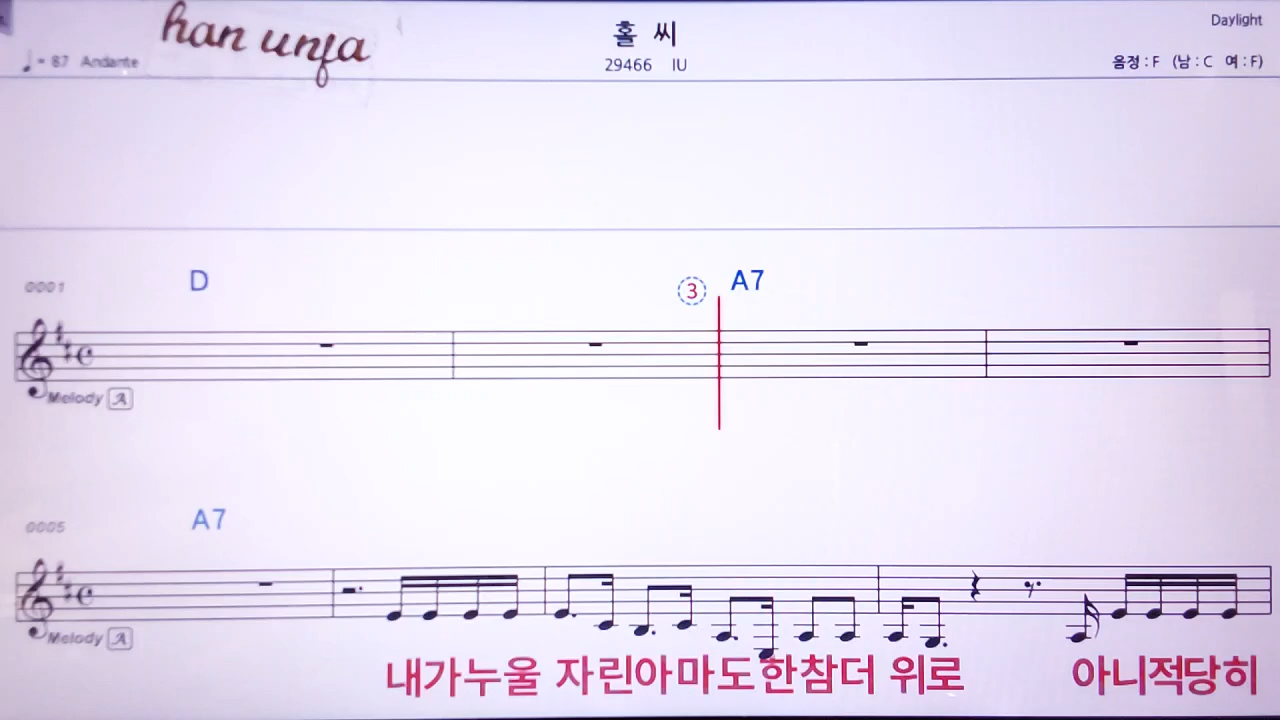 han unja
홀 씨
Daylight
♩ = 87 Andante
29466 IU
음정 : F (남 : C 여 : F)
0001
D
3
A7
Melody A
0005
A7
Melody A
내가누울 자린아마도한참더 위로 아니적당히